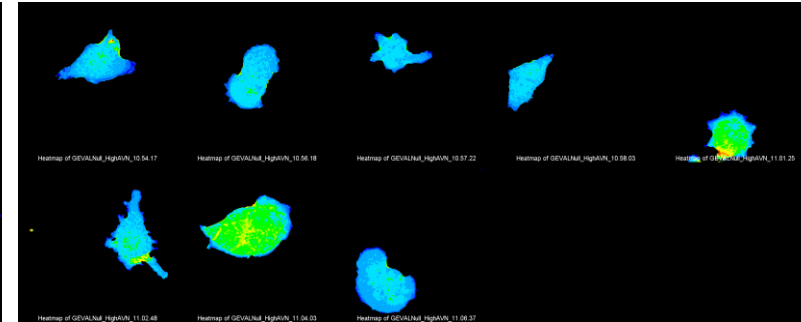 Heatmap of GEVALNull_HighAVN_10.54.17
Heatmap of GEVALNull_HighAVN_10.56.18
Heatmap of GEVALNull_HighAVN_10.57.22
Heatmap of GEVALNull_HighAVN_10.58.03
Heatmap of GEVALNull_HighAVN_11.01.25
Heatmap of GEVALNull_HighAVN_11.02.48
Heatmap of GEVALNull_HighAVN_11.04.03
Heatmap of GEVALNull_HighAVN_11.06.37